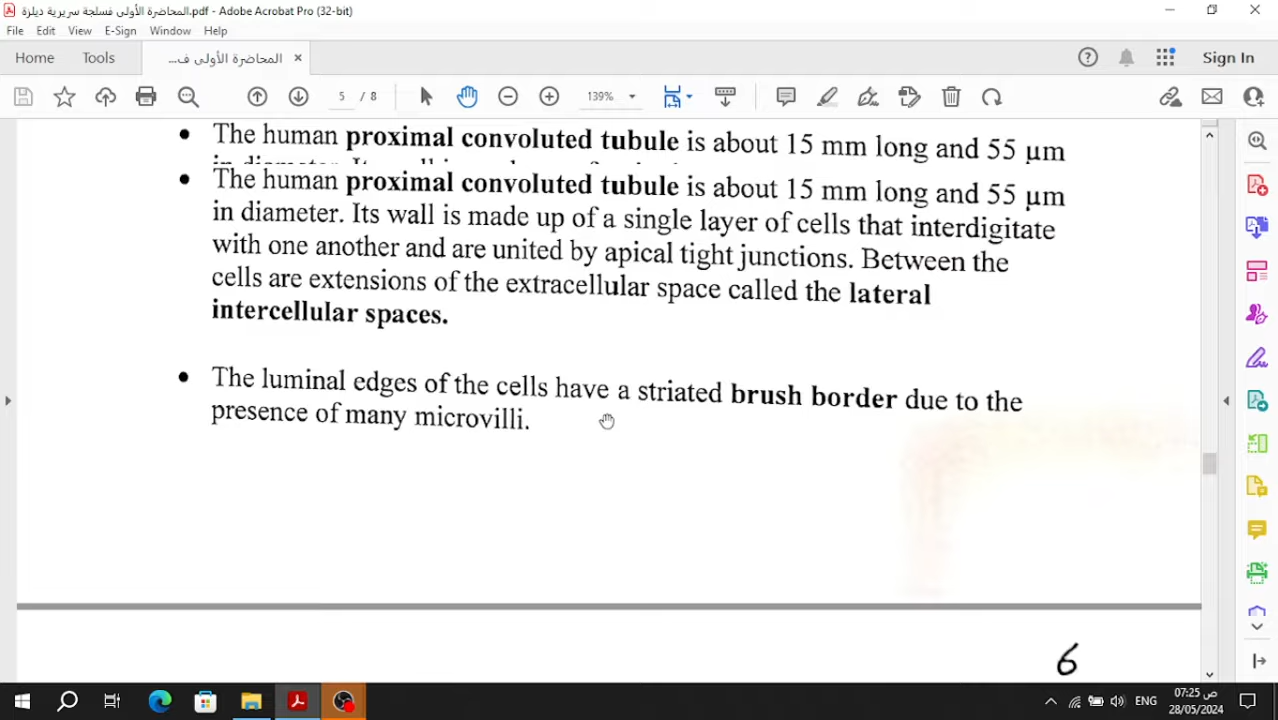 المحاضرة الأولى فسلجة سريرية ديلزة.pdf - Adobe Acrobat Pro (32-bit)
File Edit View E-Sign Window Help
Home Tools المحاضرة الأولى ف... × Sign In
5 / 8 139%
• The human proximal convoluted tubule is about 15 mm long and 55 µm
• The human proximal convoluted tubule is about 15 mm long and 55 µm
in diameter. Its wall is made up of a single layer of cells that interdigitate
with one another and are united by apical tight junctions. Between the
cells are extensions of the extracellular space called the lateral
intercellular spaces.
• The luminal edges of the cells have a striated brush border due to the
presence of many microvilli.
6
ENG 07:25 ص
28/05/2024